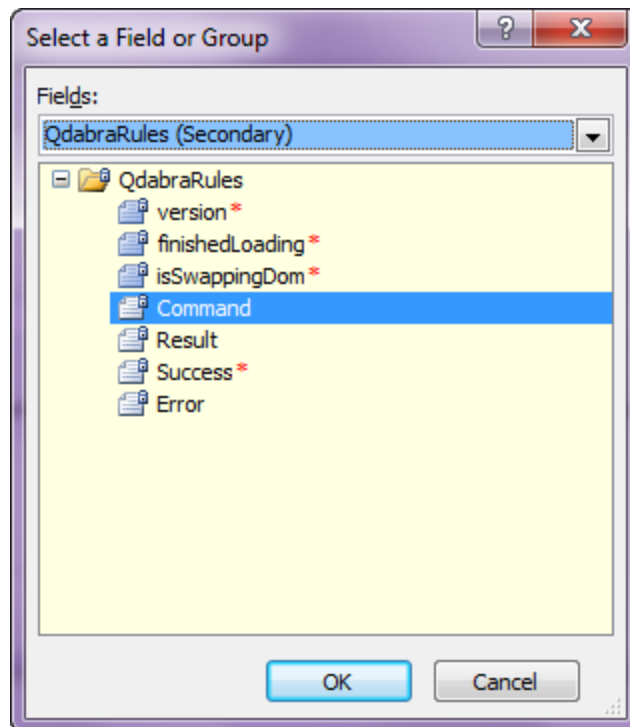 Select a Field or Group
Fields:
QdabraRules (Secondary)
QdabraRules
version *
finishedLoading *
isSwappingDom *
Command
Result
Success *
Error
OK Cancel